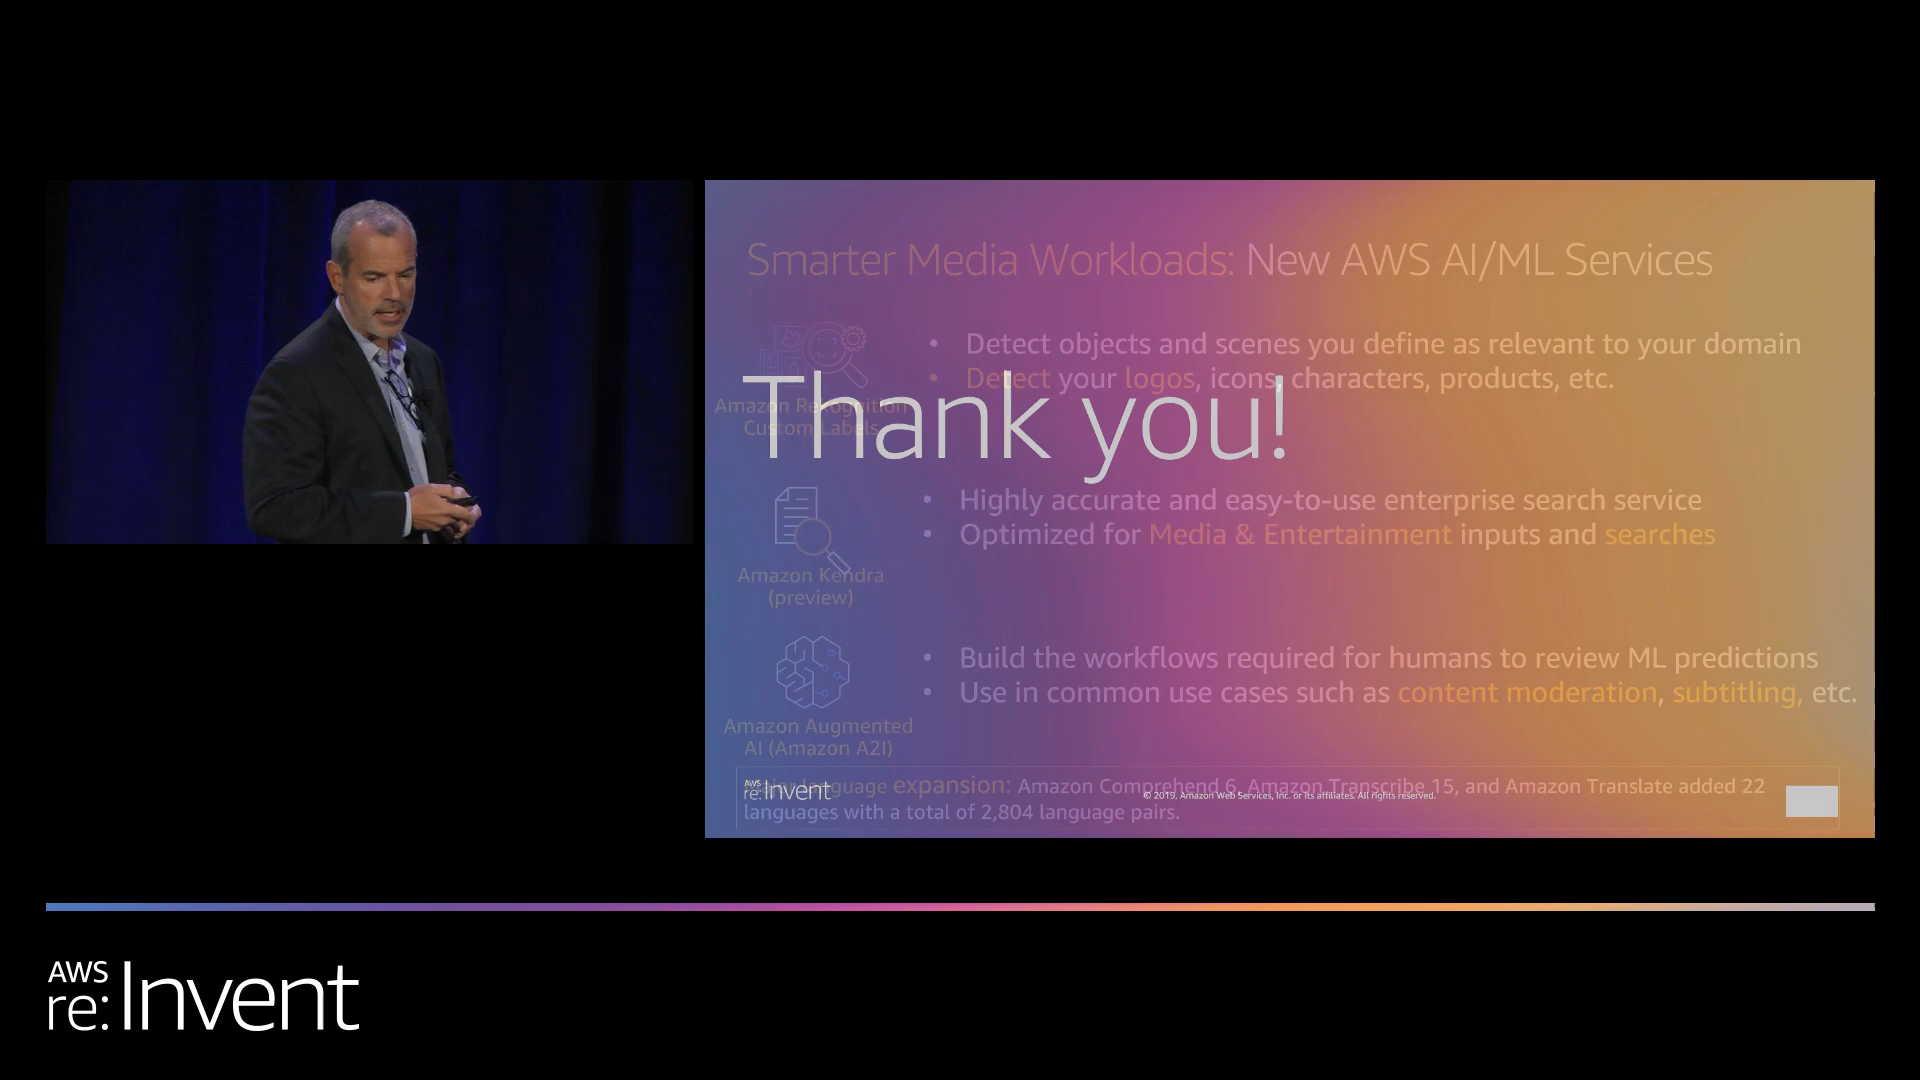 Smarter Media Workloads: New AWS AI/ML Services
Detect objects and scenes you define as relevant to your domain
Detect your logos, icons, characters, products, etc.
Amazon Rekognition
Custom Labels
Thank you!
Highly accurate and easy-to-use enterprise search service
Optimized for Media & Entertainment inputs and searches
Amazon Kendra
(preview)
Build the workflows required for humans to review ML predictions
Use in common use cases such as content moderation, subtitling, etc.
Amazon Augmented
AI (Amazon A2I)
language expansion: Amazon Comprehend 6, Amazon Transcribe 15, and Amazon Translate added 22
languages with a total of 2,804 language pairs.
AWS
re:Invent
© 2019, Amazon Web Services, Inc. or its affiliates. All rights reserved.
AWS
re:Invent